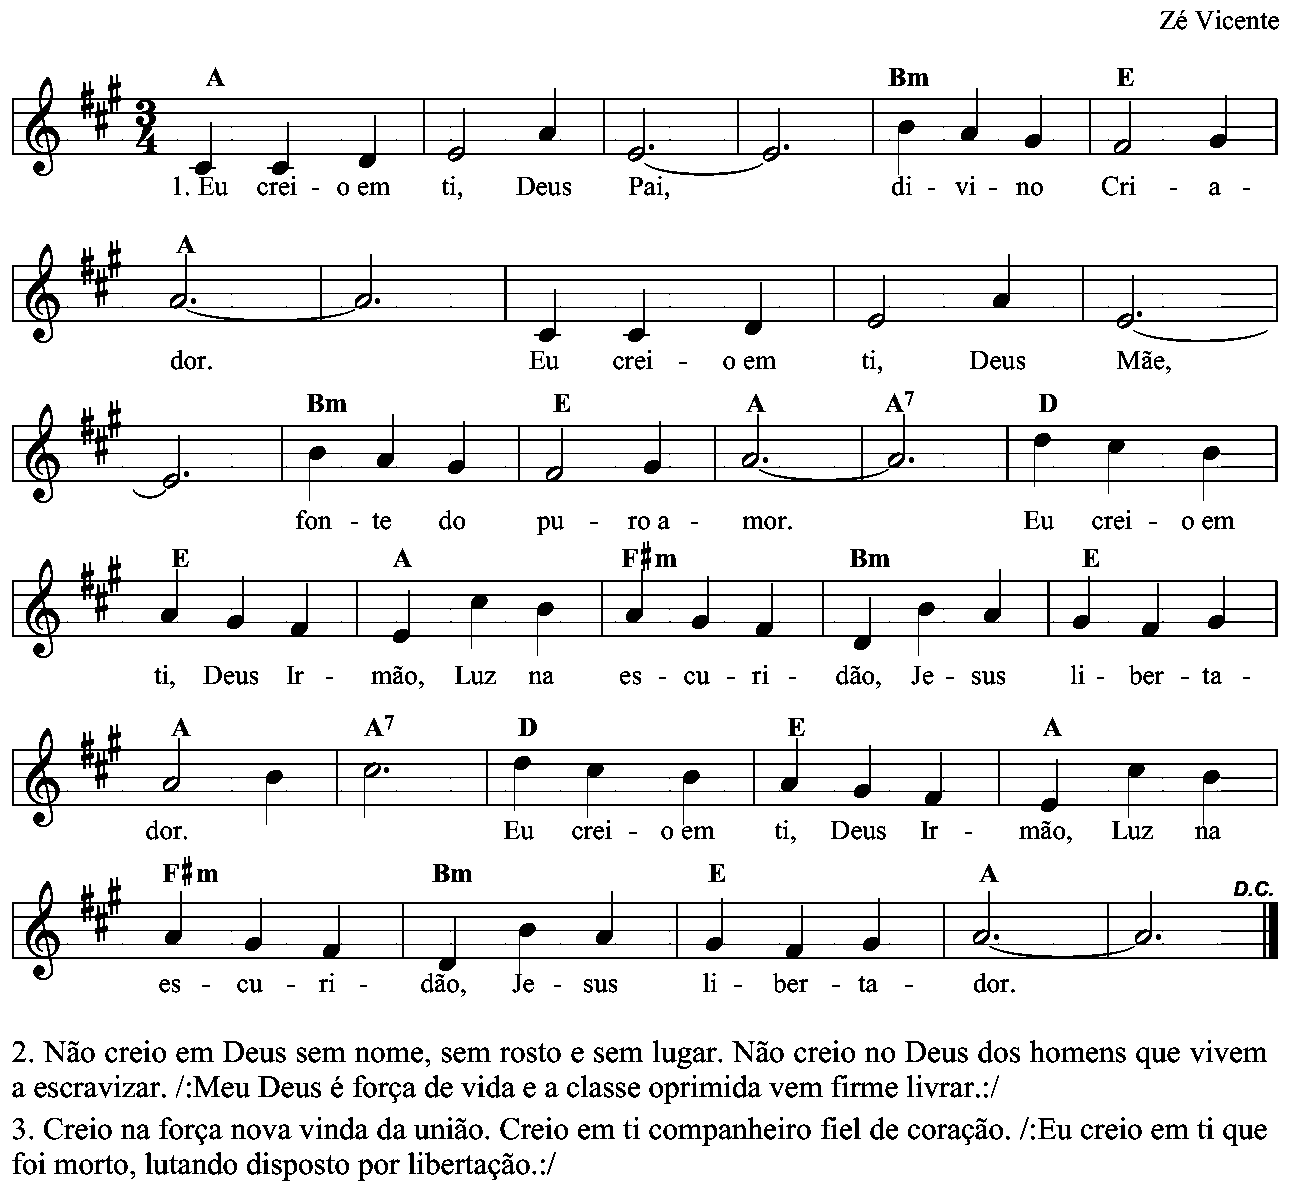 Zé Vicente
A Bm E
1. Eu crei - o em ti, Deus Pai, di - vi - no Cri - a -
A
dor. Eu crei - o em ti, Deus Mãe,
Bm E A A7 D
fon - te do pu - ro a - mor. Eu crei - o em
E A F#m Bm E
ti, Deus Ir - mão, Luz na es - cu - ri - dão, Je - sus li - ber - ta -
A A7 D E A
dor. Eu crei - o em ti, Deus Ir - mão, Luz na
F#m Bm E A D.C.
es - cu - ri - dão, Je - sus li - ber - ta - dor.
2. Não creio em Deus sem nome, sem rosto e sem lugar. Não creio no Deus dos homens que vivem
a escravizar. /:Meu Deus é força de vida e a classe oprimida vem firme livrar.:/
3. Creio na força nova vinda da união. Creio em ti companheiro fiel de coração. /:Eu creio em ti que
foi morto, lutando disposto por libertação.:/